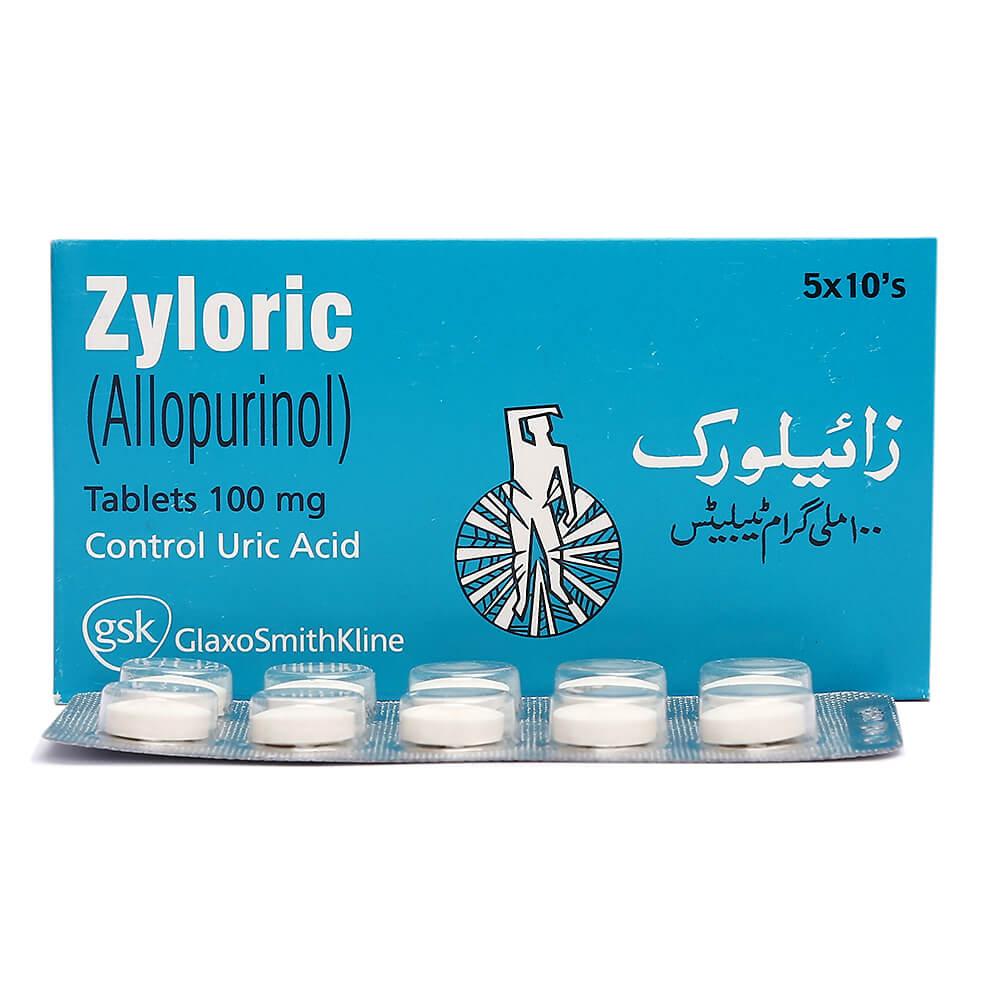 Zyloric
(Allopurinol)
Tablets 100 mg
Control Uric Acid
gsk GlaxoSmithKline
5x10's
زائیلورک
۱۰۰ ملی گرام ٹیبلیٹس